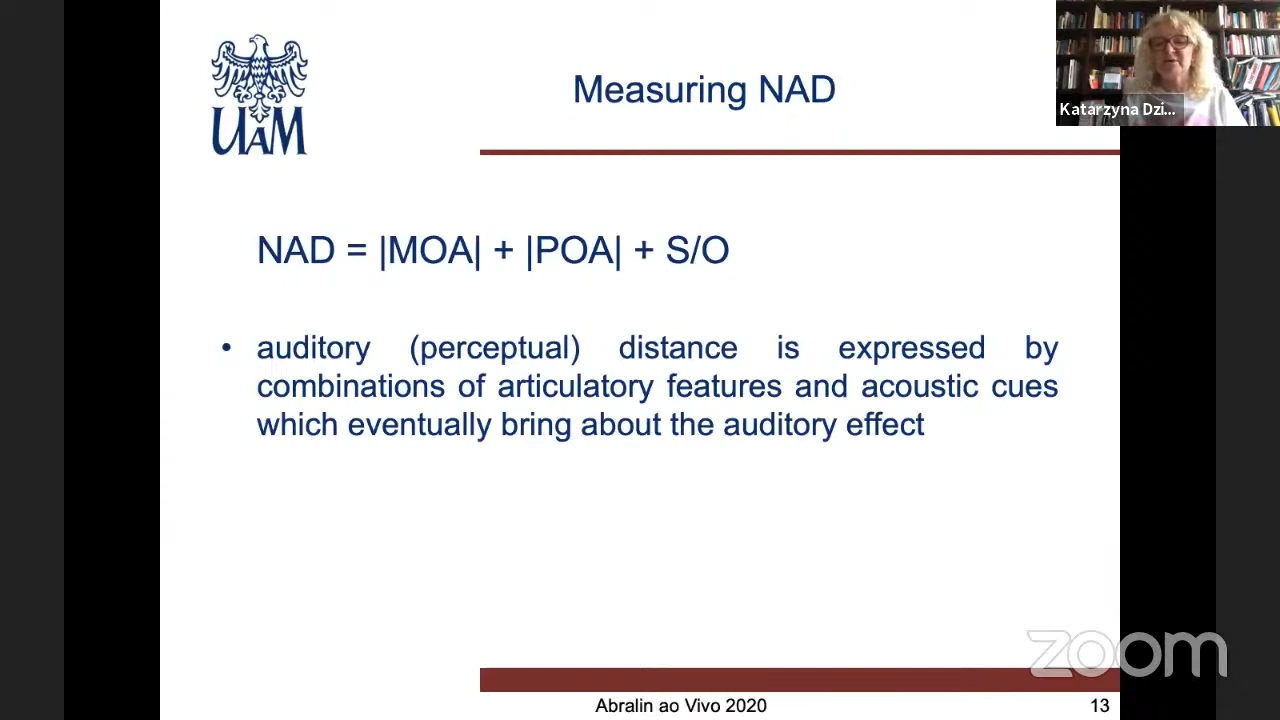 UAM
Measuring NAD
Katarzyna Dzi...
NAD = |MOA| + |POA| + S/O
• auditory (perceptual) distance is expressed by
combinations of articulatory features and acoustic cues
which eventually bring about the auditory effect
zoom
Abralin ao Vivo 2020
13